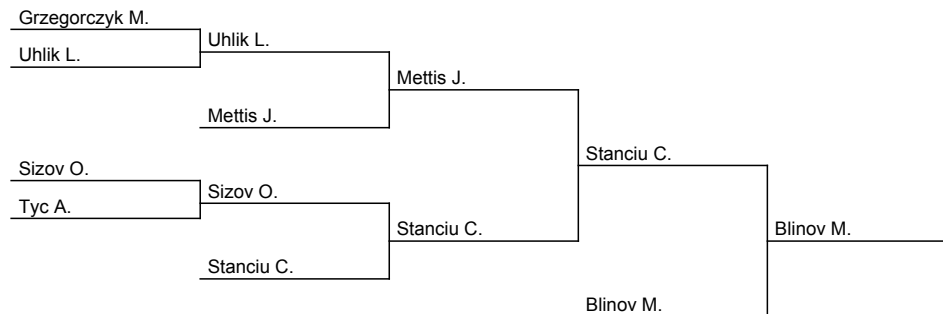 Grzegorczyk M.
Uhlik L.
Uhlik L.
Mettis J.
Mettis J.
Sizov O.
Stanciu C.
Sizov O.
Tyc A.
Stanciu C.
Blinov M.
Stanciu C.
Blinov M.